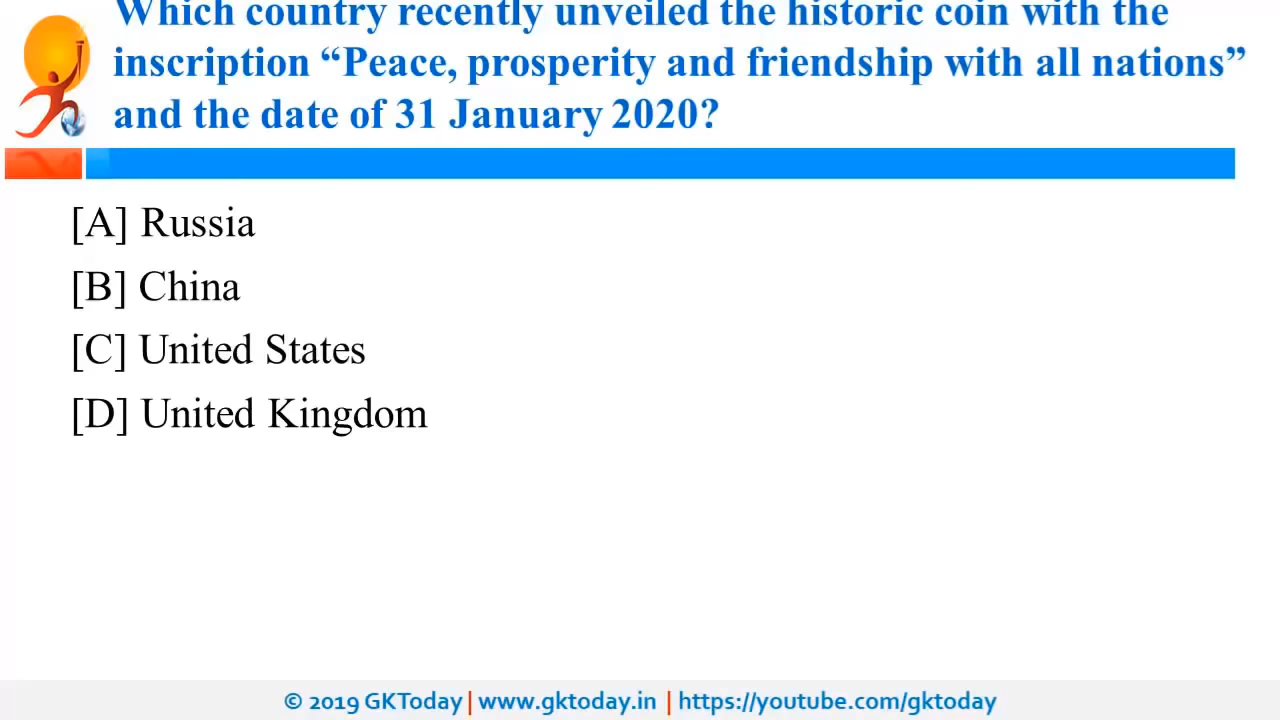 Which country recently unveiled the historic coin with the
inscription “Peace, prosperity and friendship with all nations”
and the date of 31 January 2020?
[A] Russia
[B] China
[C] United States
[D] United Kingdom
© 2019 GKToday | www.gktoday.in | https://youtube.com/gktoday